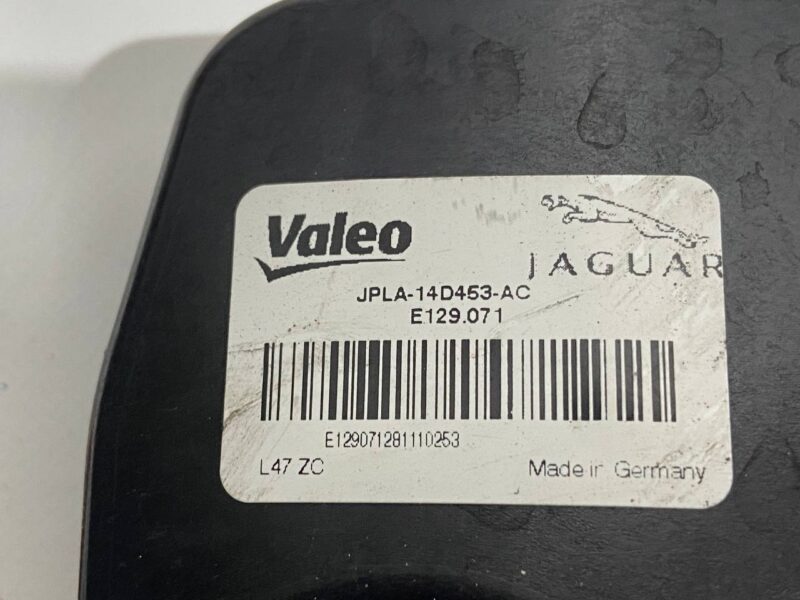 Valeo
JAGUAR
JPLA-14D453-AC
E129.071
E129071281110253
L47 ZC
Made in Germany